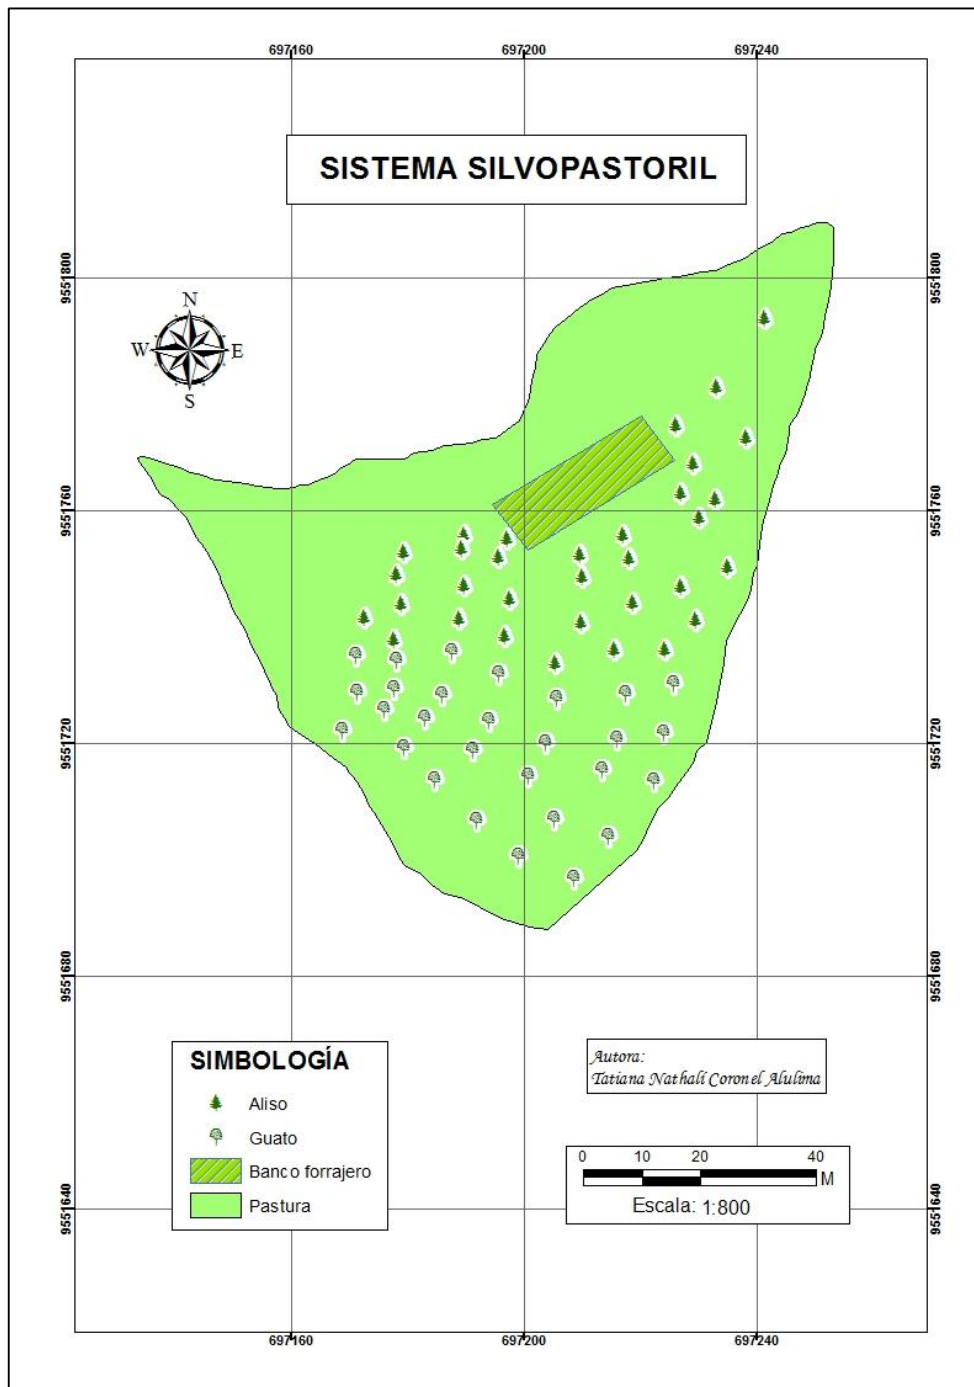 697160 697200 697240
SISTEMA SILVOPASTORIL
9551800 9551800
N
W E
S
9551760 9551760
9551720 9551720
9551680 9551680
SIMBOLOGÍA
Aliso
Guato
Banco forrajero
Pastura
Autora:
Tatiana Nathalí Coronel Alulima
0 10 20 40
M
Escala: 1:800
9551640 9551640
697160 697200 697240